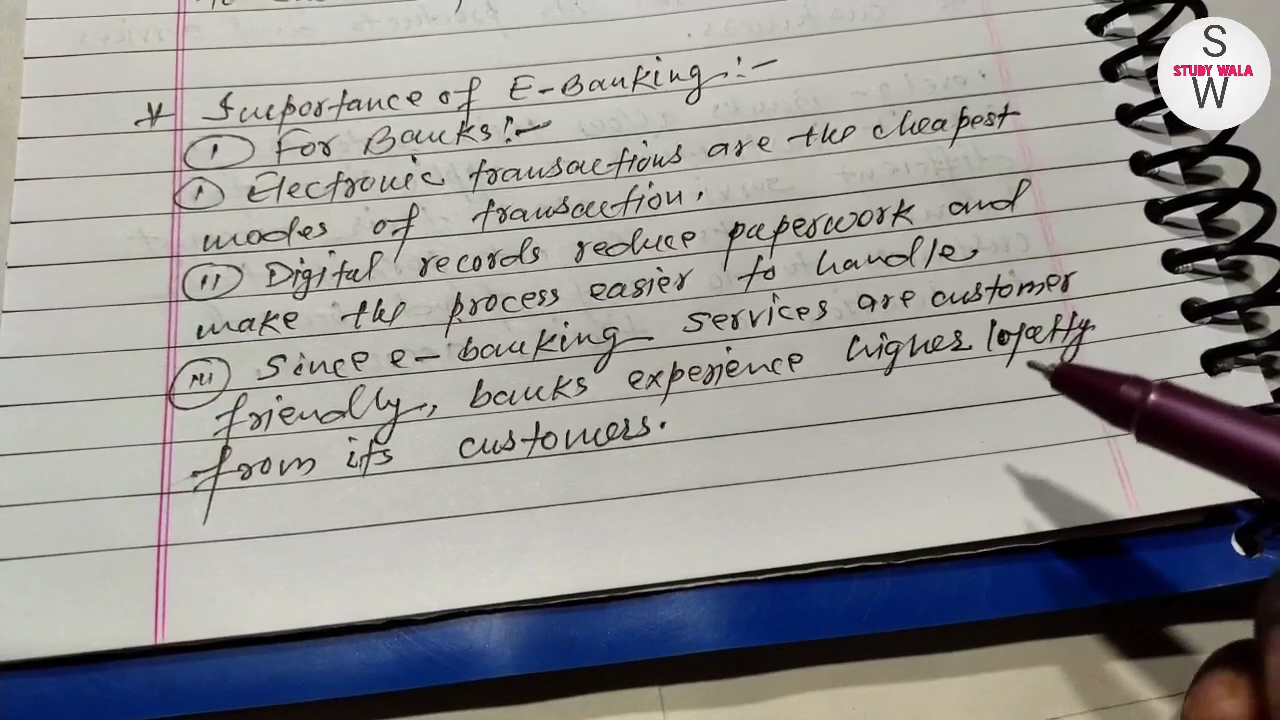 * Importance of E-Banking:-
(1) For Banks:-
(I) Electronic transactions are the cheapest
modes of transaction.
(II) Digital records reduce paperwork and
make the process easier to handle.
(III) Since e-banking services are customer
friendly, banks experience higher loyalty
from its customers.
S
STUDY WALA
W